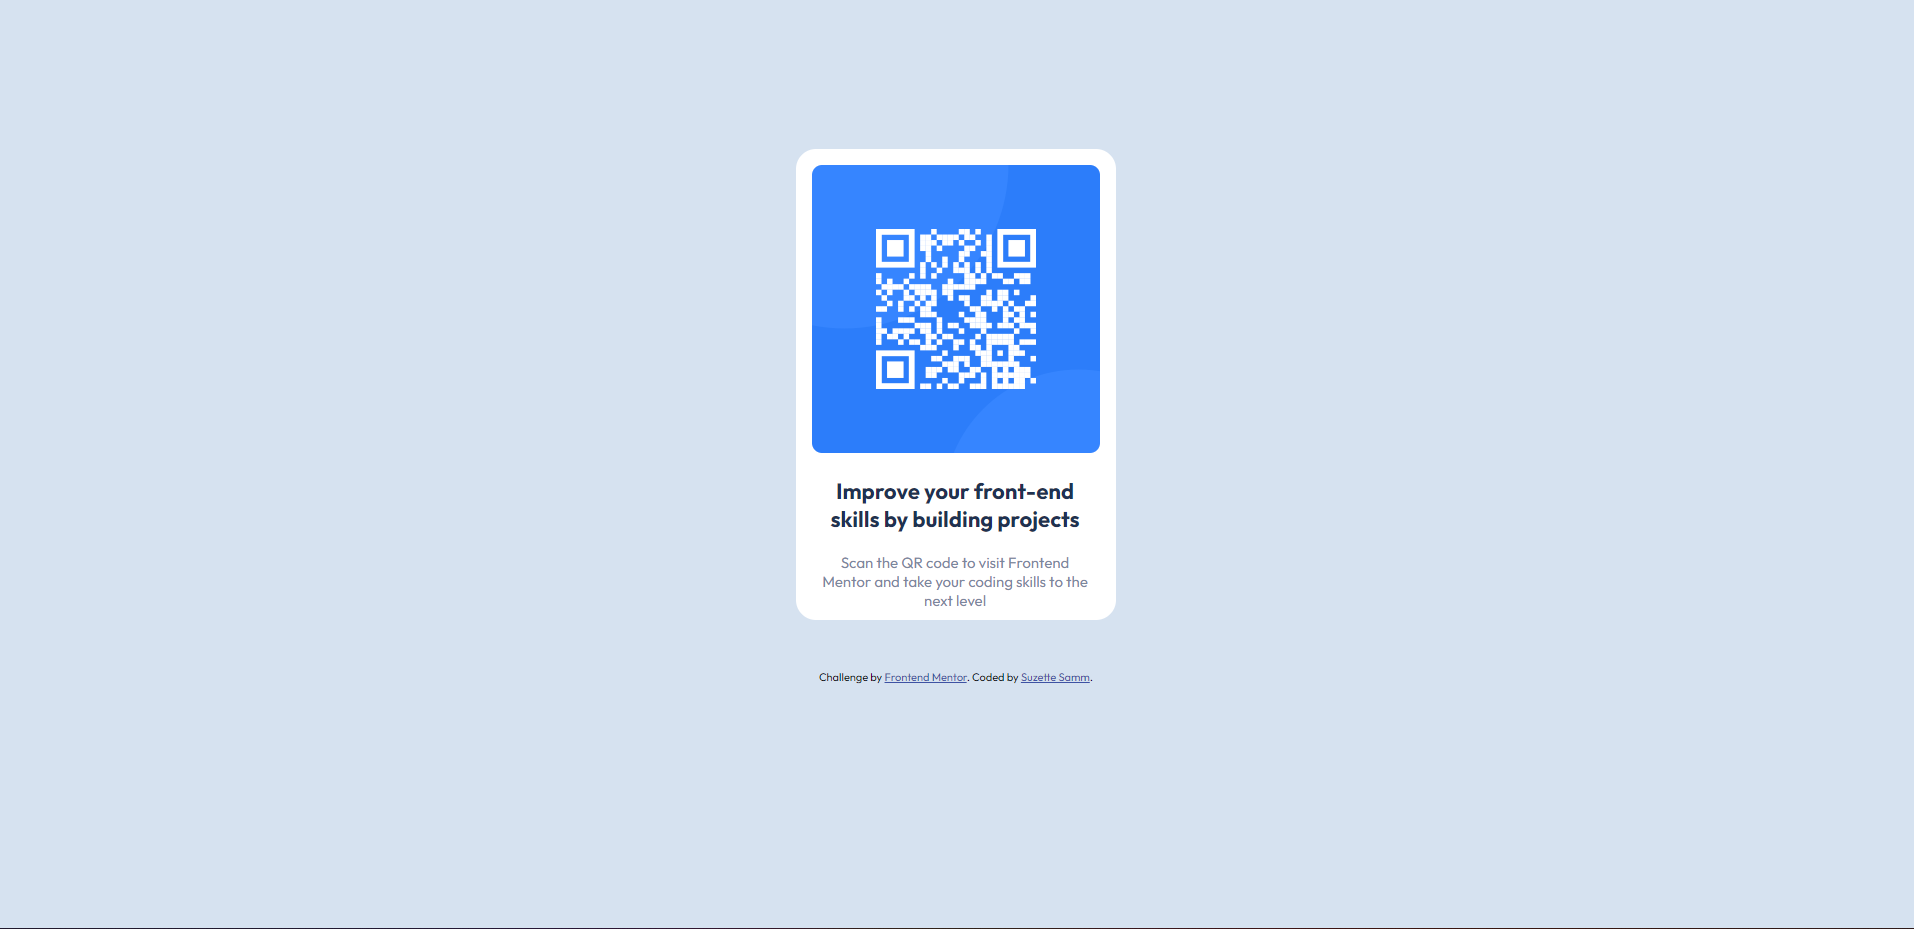 Improve your front-end
skills by building projects
Scan the QR code to visit Frontend
Mentor and take your coding skills to the
next level
Challenge by Frontend Mentor. Coded by Suzette Samm.